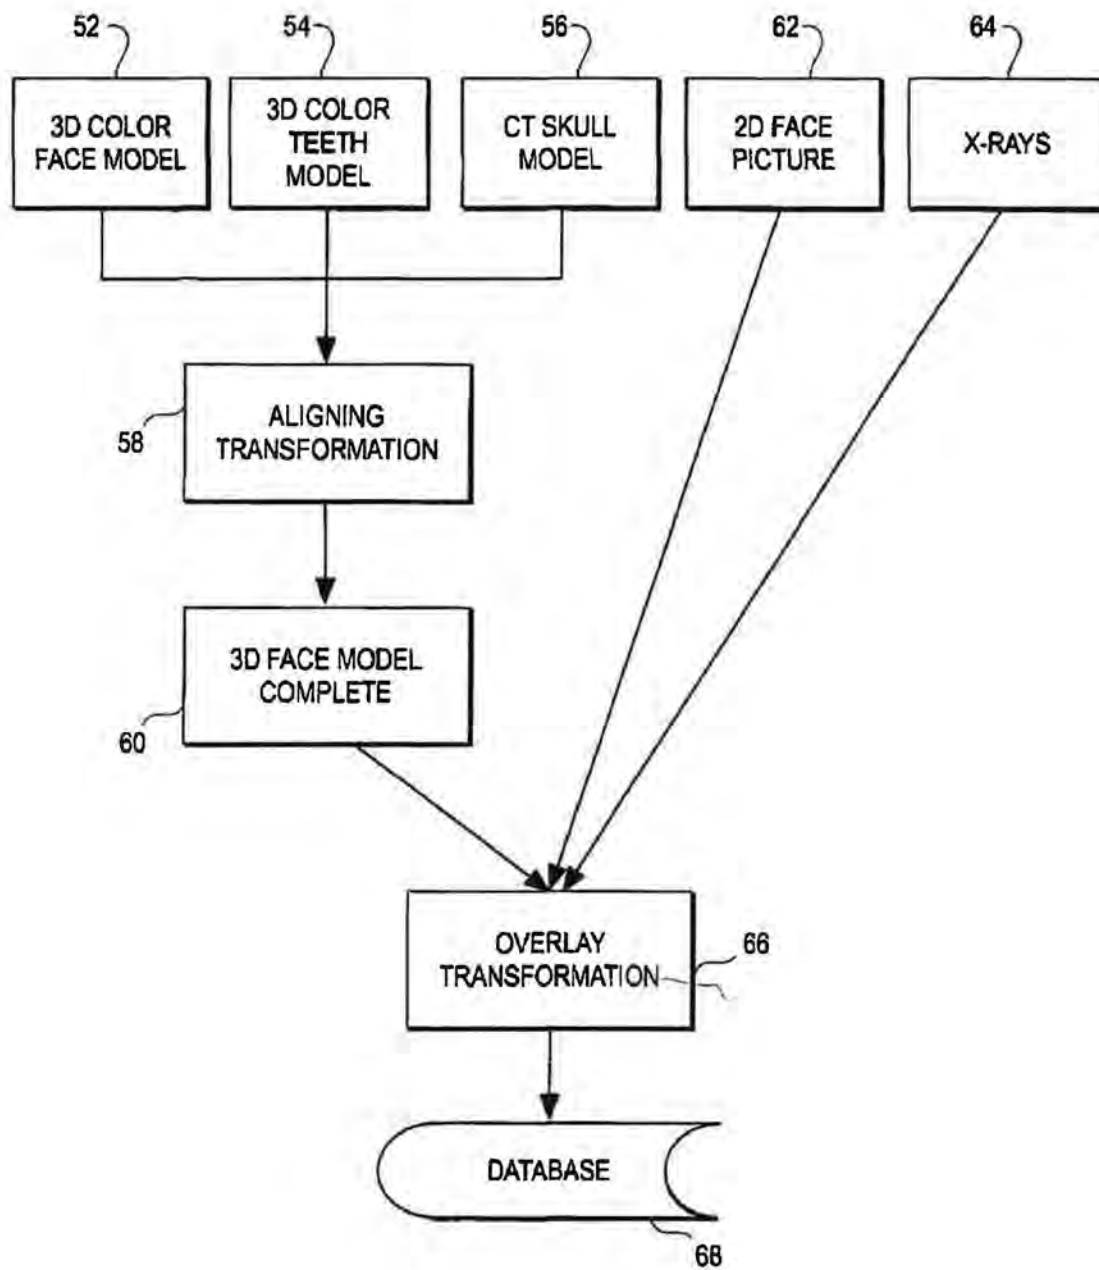 52
54
56
62
64
3D COLOR
FACE MODEL
3D COLOR
TEETH
MODEL
CT SKULL
MODEL
2D FACE
PICTURE
X-RAYS
58
ALIGNING
TRANSFORMATION
3D FACE MODEL
COMPLETE
60
OVERLAY
TRANSFORMATION
66
DATABASE
68